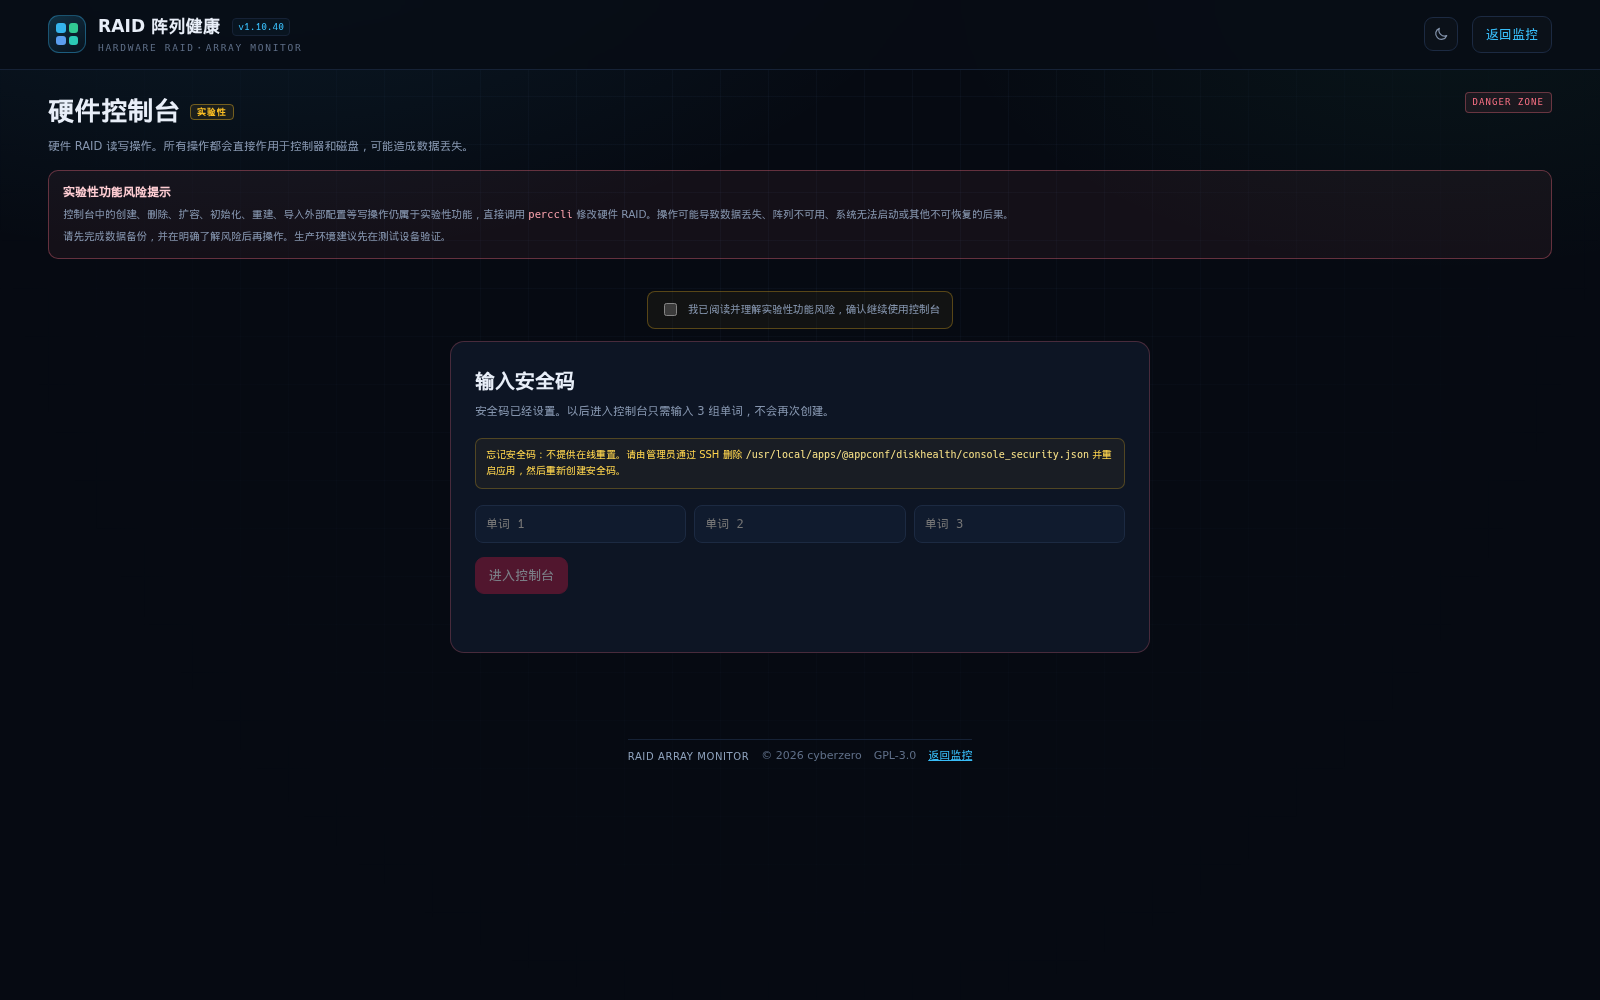 RAID 阵列健康 v1.10.40
HARDWARE RAID · ARRAY MONITOR
返回监控
硬件控制台 实验性
DANGER ZONE
硬件 RAID 读写操作。所有操作都会直接作用于控制器和磁盘，可能造成数据丢失。
实验性功能风险提示
控制台中的创建、删除、扩容、初始化、重建、导入外部配置等写操作仍属于实验性功能，直接调用 perccli 修改硬件 RAID。操作可能导致数据丢失、阵列不可用、系统无法启动或其他不可恢复的后果。
请先完成数据备份，并在明确了解风险后再操作。生产环境建议先在测试设备验证。
我已阅读并理解实验性功能风险，确认继续使用控制台
输入安全码
安全码已经设置。以后进入控制台只需输入 3 组单词，不会再次创建。
忘记安全码：不提供在线重置。请由管理员通过 SSH 删除 /usr/local/apps/@appconf/diskhealth/console_security.json 并重
启应用，然后重新创建安全码。
单词 1 单词 2 单词 3
进入控制台
RAID ARRAY MONITOR © 2026 cyberzero GPL-3.0 返回监控